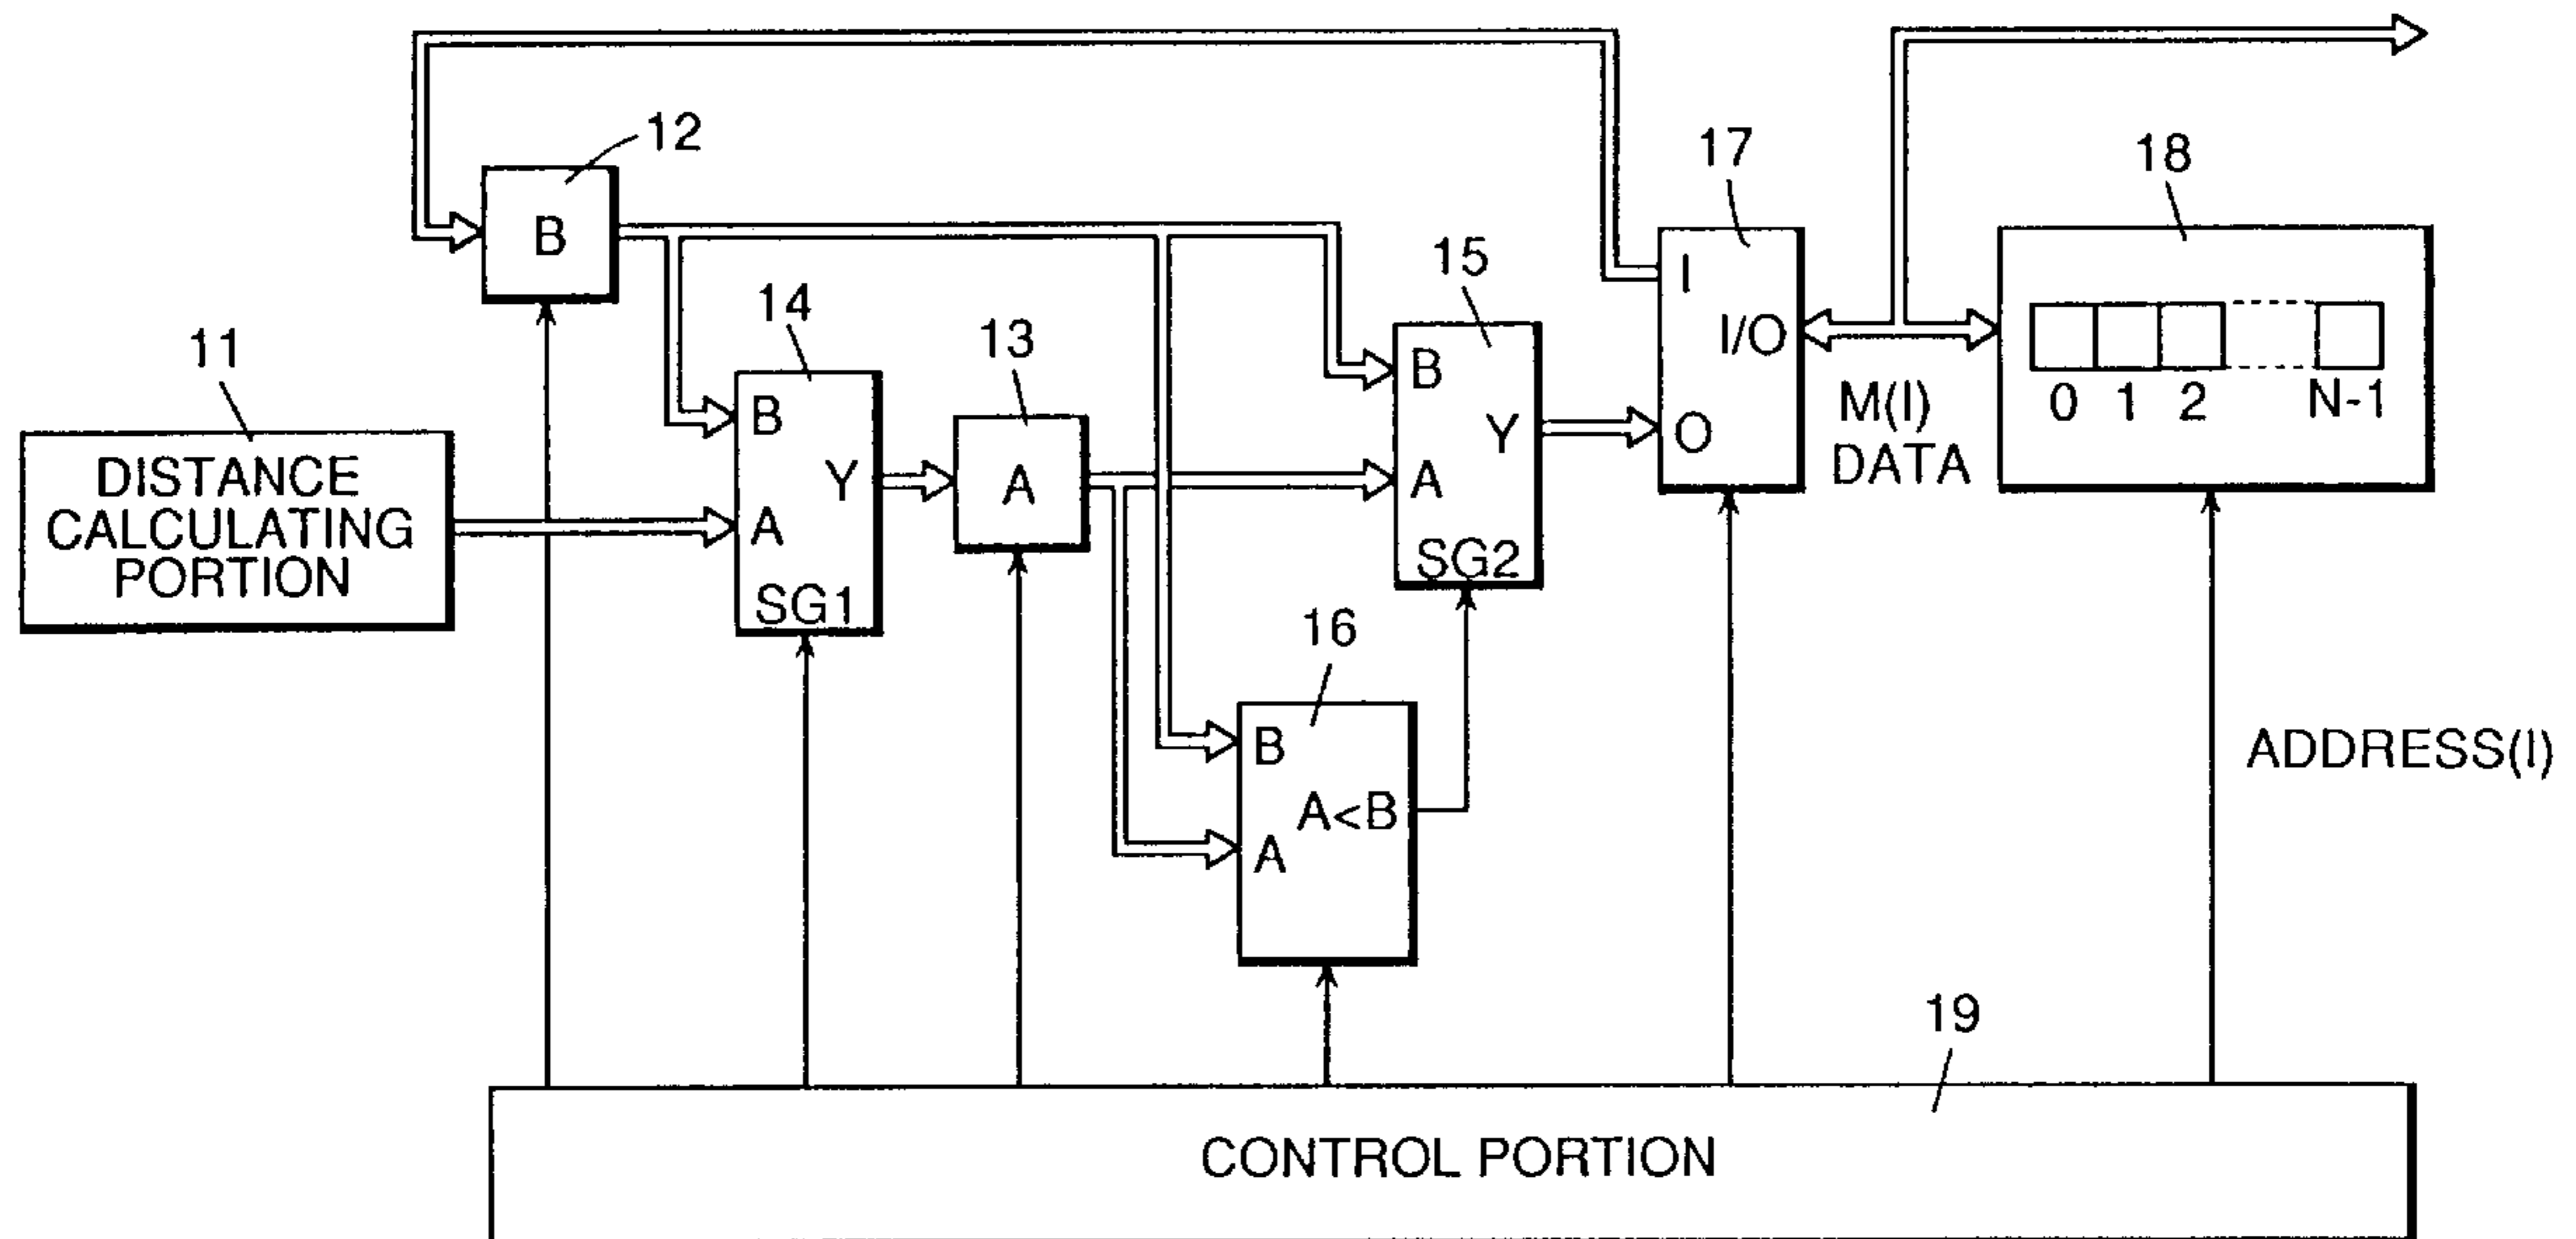 12
B
17
18
14
15
I
11
13
I/O
B
B
M(I)
0 1 2 N-1
DISTANCE
CALCULATING
PORTION
Y
A
Y
O
DATA
A
A
SG1
SG2
16
B
A<B
A
ADDRESS(I)
19
CONTROL PORTION